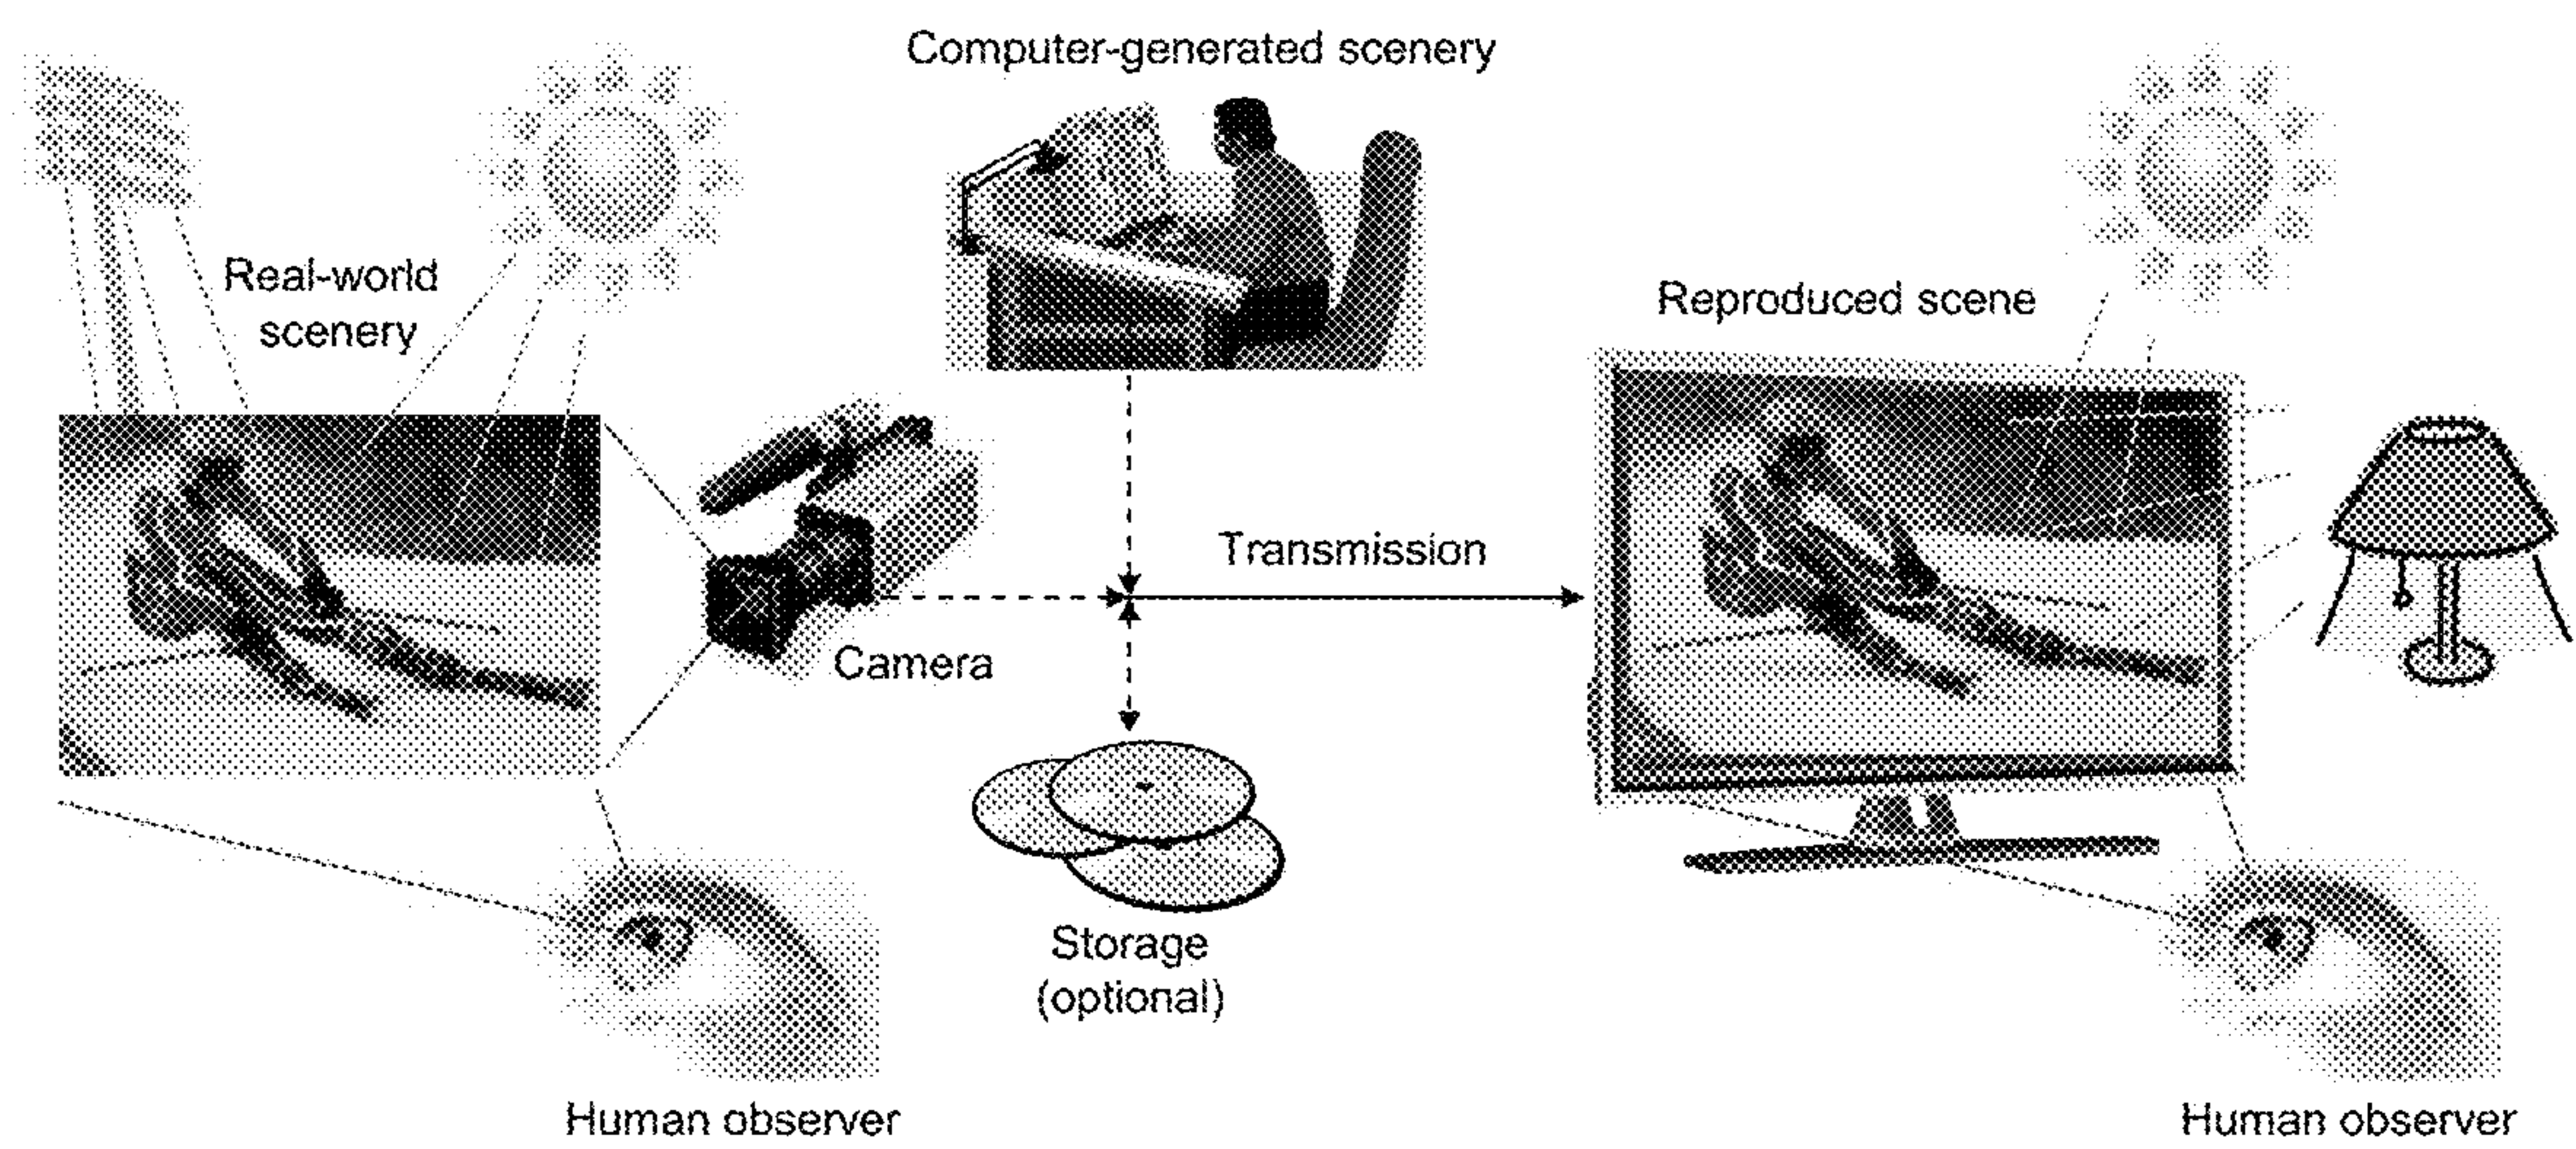 Computer-generated scenery
Real-world
scenery
Reproduced scene
Transmission
Camera
Storage
(optional)
Human observer
Human observer